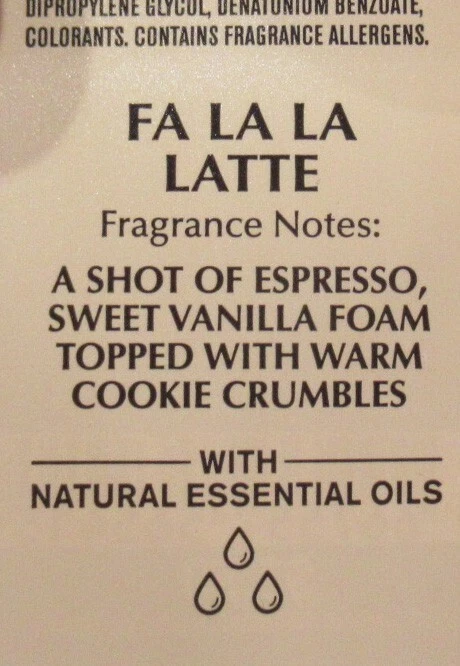 DIPROPYLENE GLYCOL, DENATONIUM BENZOATE,
COLORANTS. CONTAINS FRAGRANCE ALLERGENS.
FA LA LA
LATTE
Fragrance Notes:
A SHOT OF ESPRESSO,
SWEET VANILLA FOAM
TOPPED WITH WARM
COOKIE CRUMBLES
WITH
NATURAL ESSENTIAL OILS